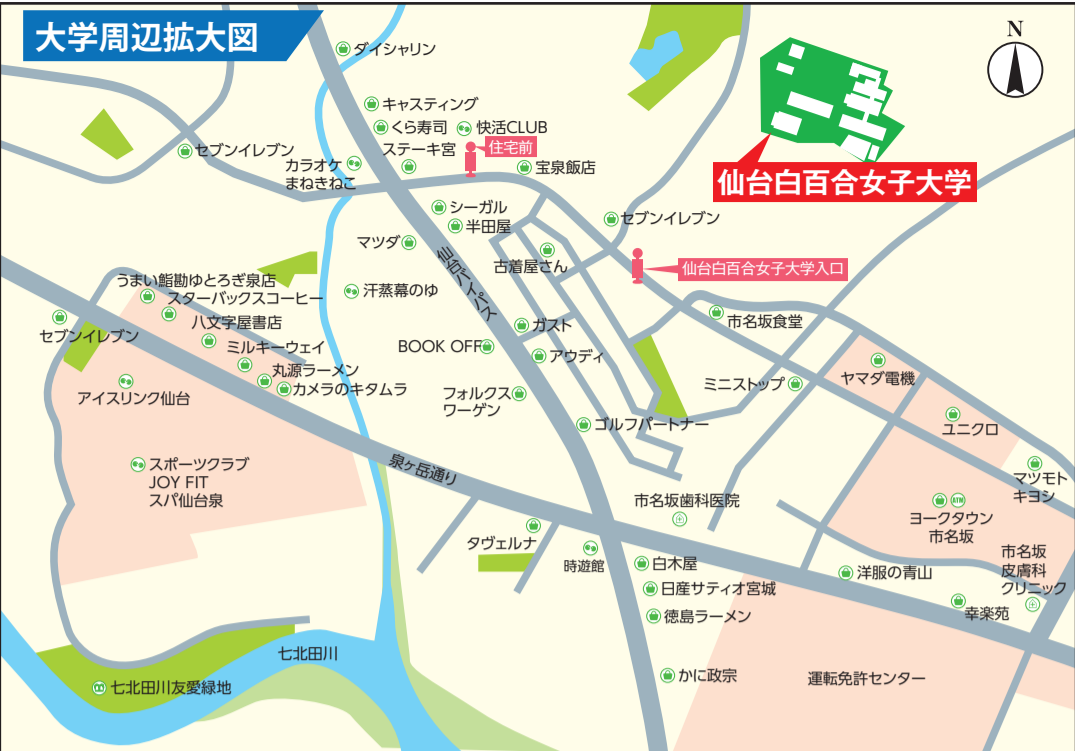 大学周辺拡大図
N
ダイシャリン
キャスティング
くら寿司
快活CLUB
ステーキ宮
住宅前
セブンイレブン
カラオケ
まねきねこ
宝泉飯店
仙台白百合女子大学
シーガル
半田屋
セブンイレブン
マツダ
仙台バイパス
古着屋さん
仙台白百合女子大学入口
うまい鮨勘ゆとろぎ泉店
スターバックスコーヒー
汗蒸幕のゆ
八文字屋書店
セブンイレブン
ミルキーウェイ
ガスト
市名坂食堂
BOOK OFF
アウディ
丸源ラーメン
カメラのキタムラ
アイスリンク仙台
フォルクス
ワーゲン
ミニストップ
ヤマダ電機
ゴルフパートナー
ユニクロ
泉ケ岳通り
スポーツクラブ
JOY FIT
スパ仙台泉
マツモト
キヨシ
市名坂歯科医院
ATM
ヨークタウン
市名坂
タヴェルナ
時遊館
白木屋
洋服の青山
市名坂
皮膚科
クリニック
日産サティオ宮城
徳島ラーメン
幸楽苑
七北田川
七北田川友愛緑地
かに政宗
運転免許センター